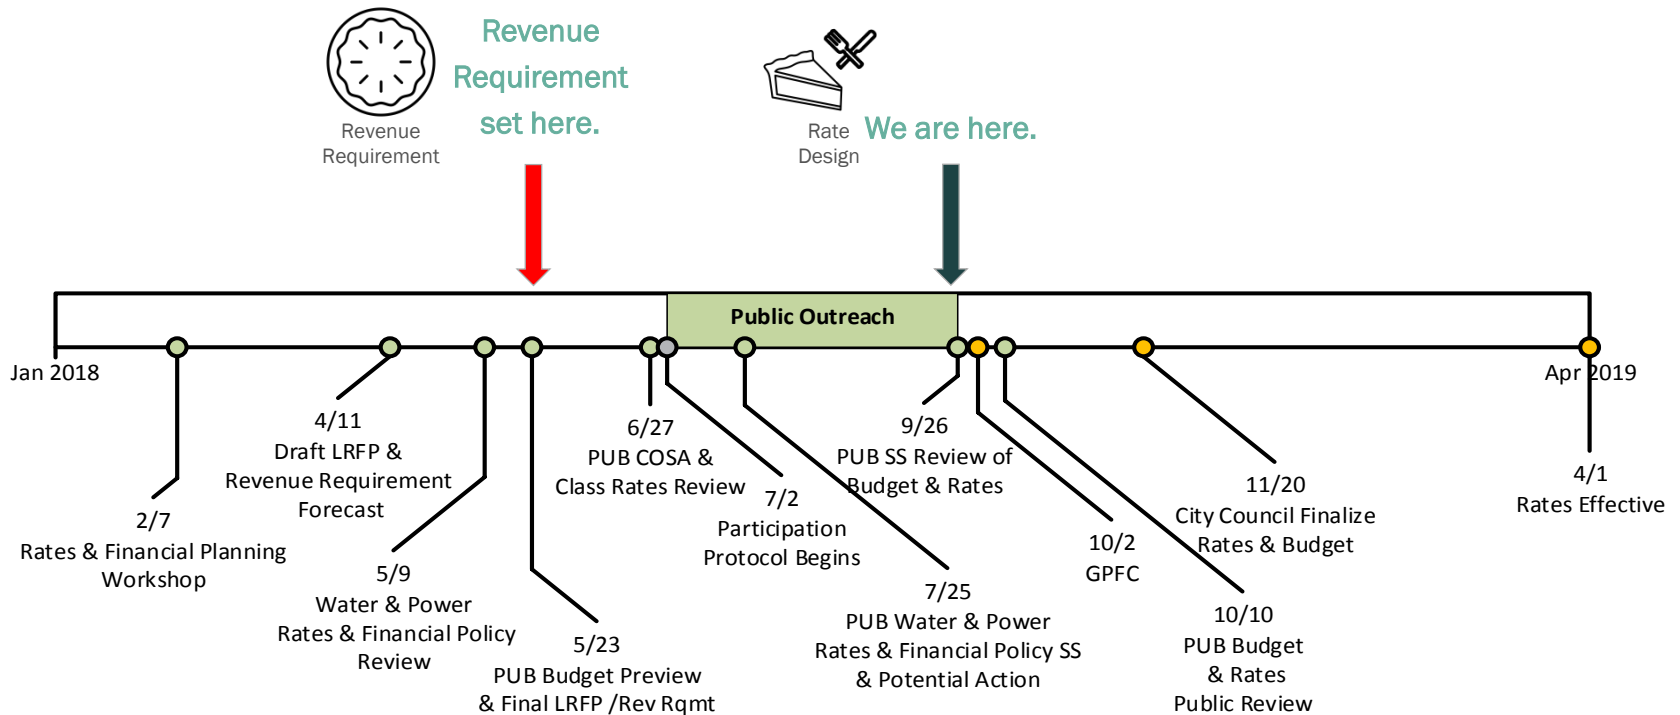 Revenue
Requirement
set here.
Revenue
Requirement
Rate
Design
We are here.
Public Outreach
Jan 2018
Apr 2019
2/7
Rates & Financial Planning
Workshop
4/11
Draft LRFP &
Revenue Requirement
Forecast
5/9
Water & Power
Rates & Financial Policy
Review
5/23
PUB Budget Preview
& Final LRFP /Rev Rqmt
6/27
PUB COSA &
Class Rates Review
7/2
Participation
Protocol Begins
7/25
PUB Water & Power
Rates & Financial Policy SS
& Potential Action
9/26
PUB SS Review of
Budget & Rates
10/2
GPFC
10/10
PUB Budget
& Rates
Public Review
11/20
City Council Finalize
Rates & Budget
4/1
Rates Effective